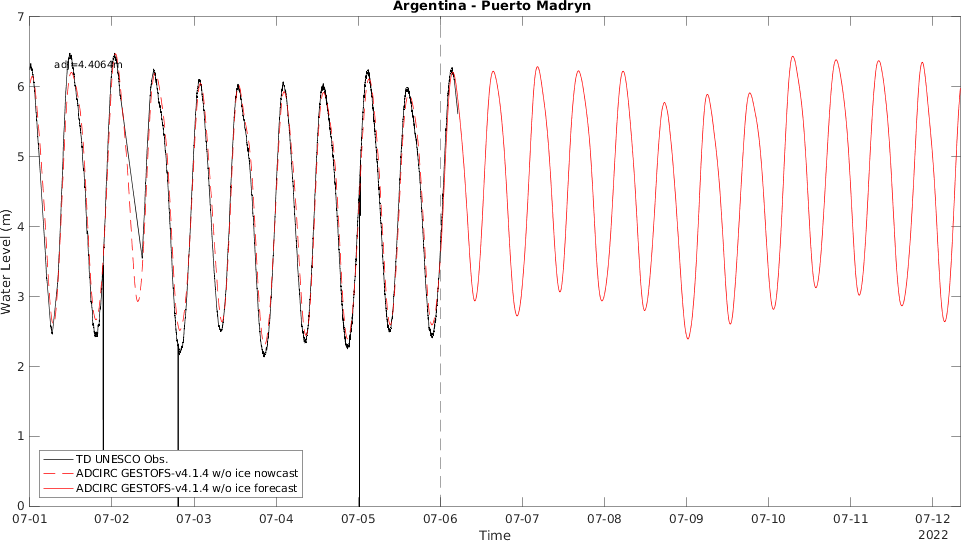 Argentina - Puerto Madryn
7
6
5
4
3
2
1
0
Water Level (m)
adj=4.4064m
TD UNESCO Obs.
ADCIRC GESTOFS-v4.1.4 w/o ice nowcast
ADCIRC GESTOFS-v4.1.4 w/o ice forecast
07-01 07-02 07-03 07-04 07-05 07-06 07-07 07-08 07-09 07-10 07-11 07-12
Time 2022